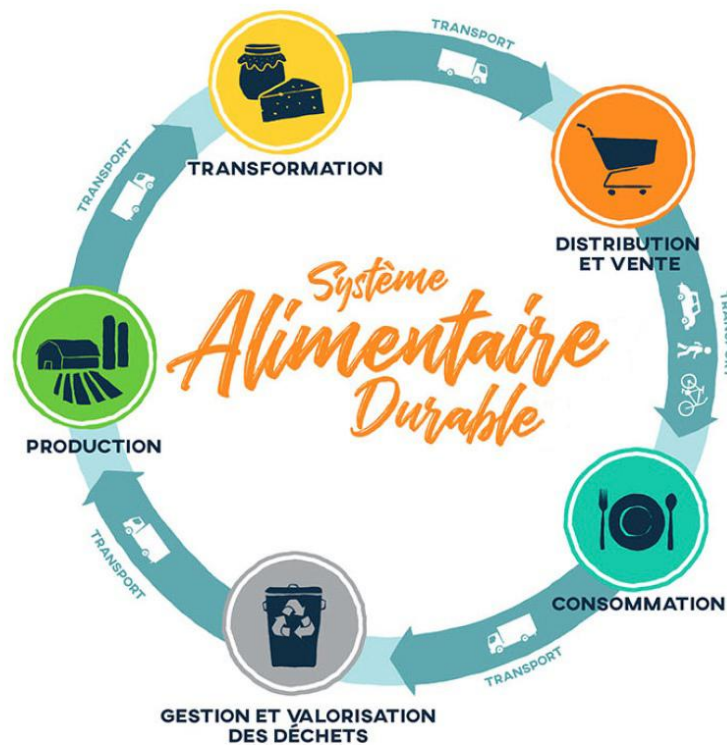 TRANSPORT
TRANSFORMATION
TRANSPORT
DISTRIBUTION
ET VENTE
Système
Alimentaire
Durable
PRODUCTION
TRANSPORT
CONSOMMATION
TRANSPORT
GESTION ET VALORISATION
DES DÉCHETS